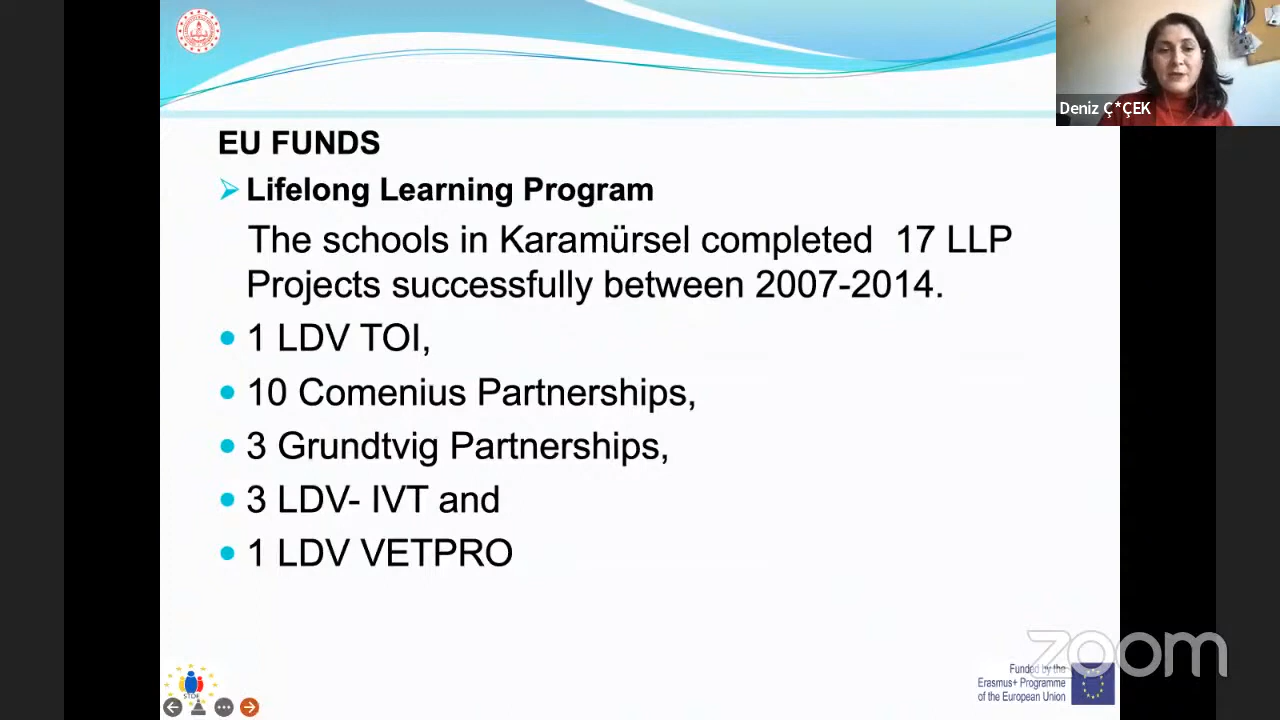 Deniz Ç*ÇEK
EU FUNDS
Lifelong Learning Program
The schools in Karamürsel completed 17 LLP
Projects successfully between 2007-2014.
1 LDV TOI,
10 Comenius Partnerships,
3 Grundtvig Partnerships,
3 LDV- IVT and
1 LDV VETPRO
zoom
Funded by the
Erasmus+ Programme
of the European Union